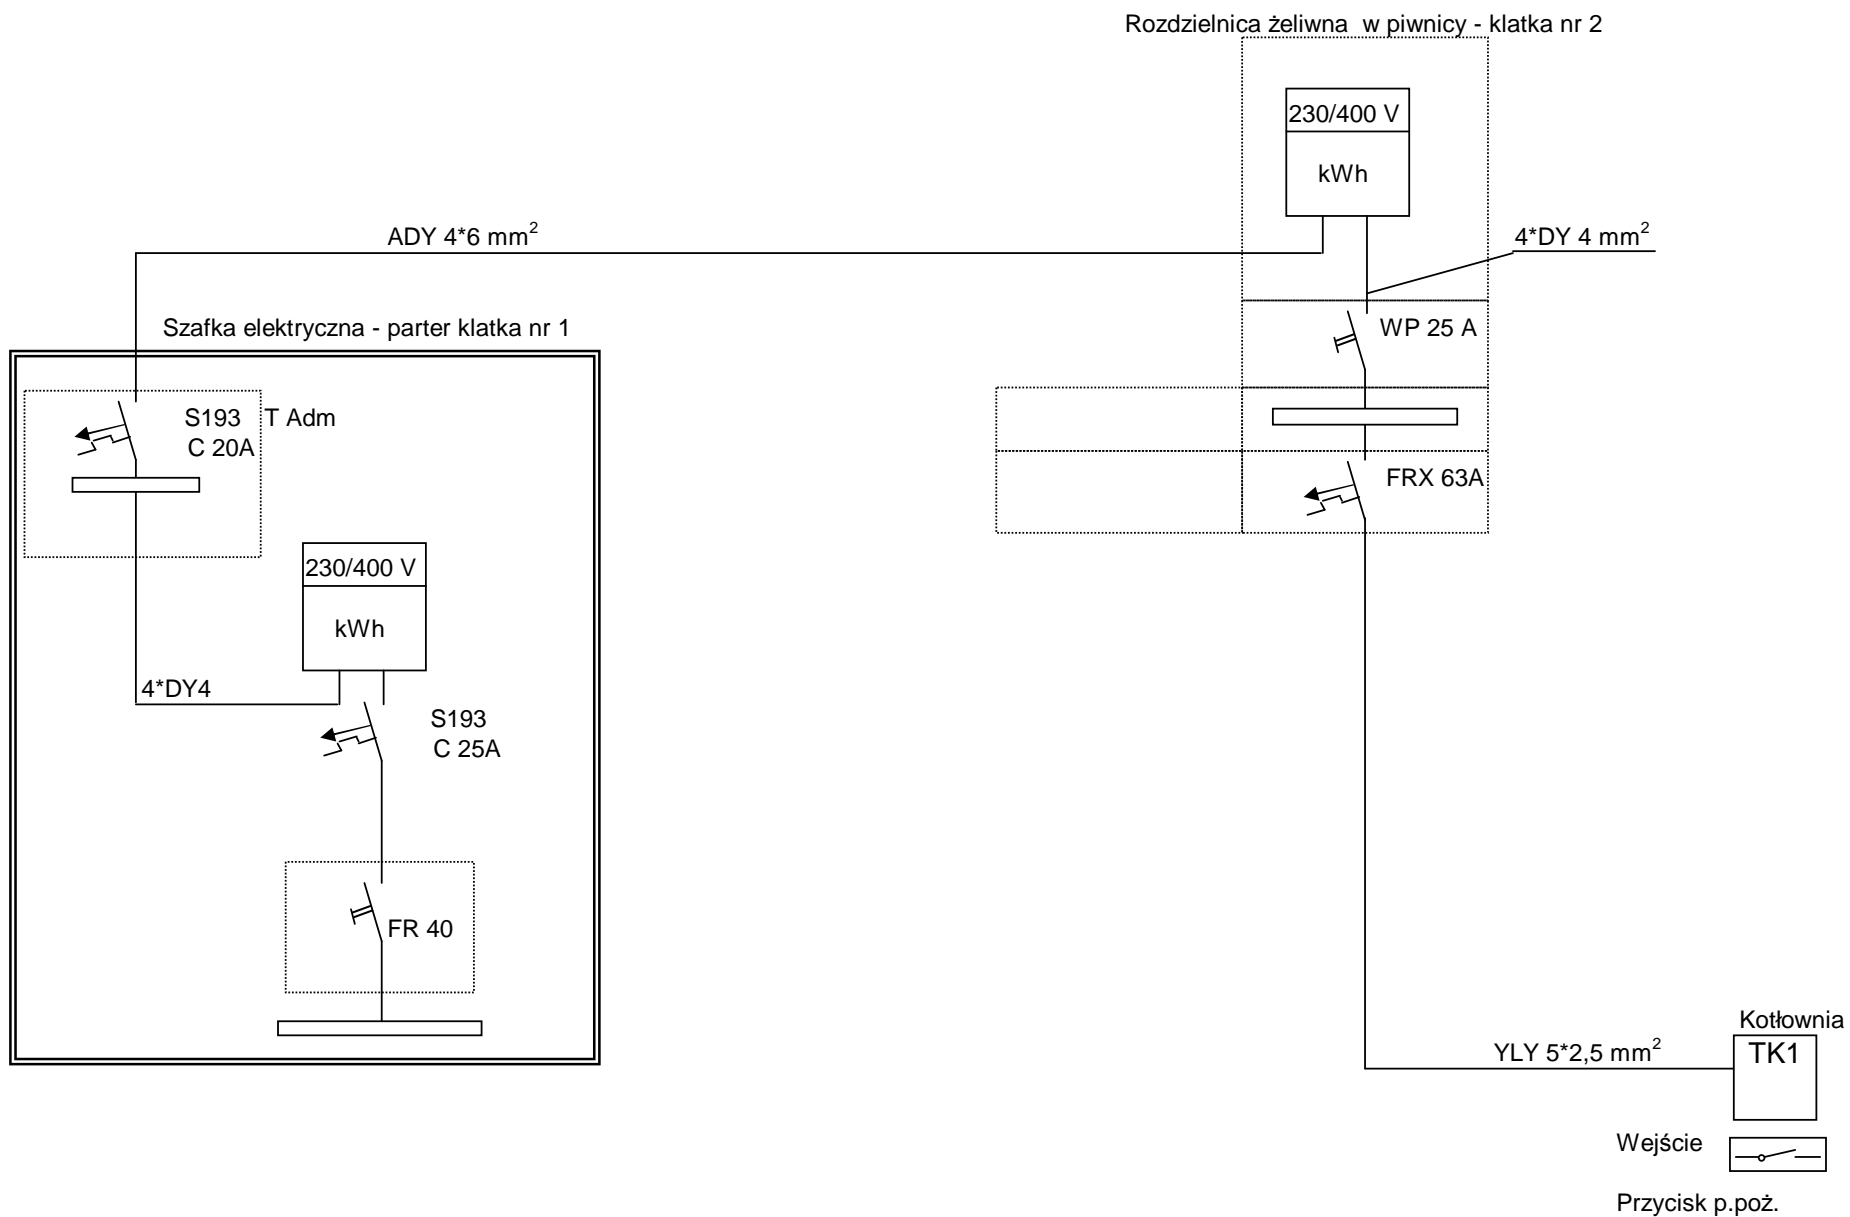 Rozdzielnica żeliwna w piwnicy - klatka nr 2
230/400 V
kWh
ADY 4*6 mm²
4*DY 4 mm²
Szafka elektryczna - parter klatka nr 1
WP 25 A
S193 T Adm
C 20A
FRX 63A
230/400 V
kWh
4*DY4
S193
C 25A
FR 40
Kotłownia
YLY 5*2,5 mm²
TK1
Wejście
Przycisk p.poż.